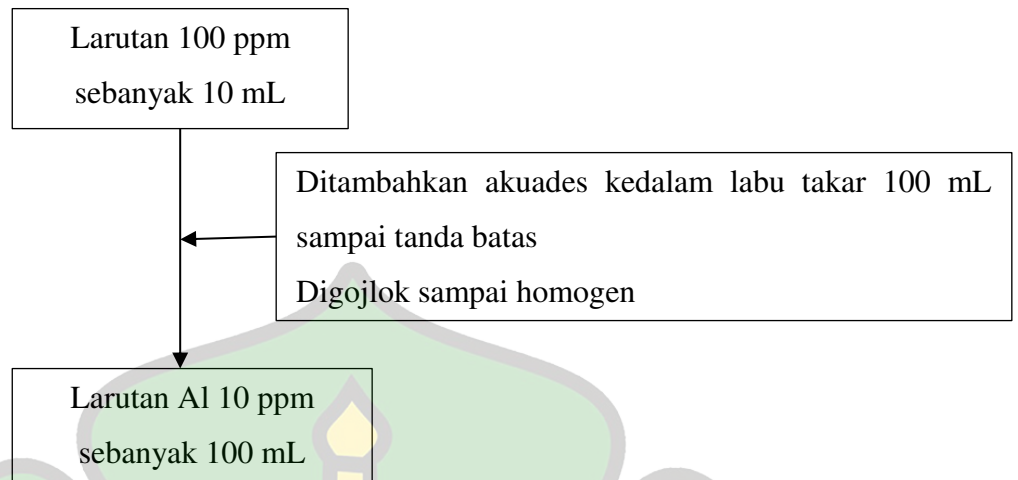 Larutan 100 ppm
sebanyak 10 mL
Ditambahkan akuades kedalam labu takar 100 mL
sampai tanda batas
Digojlok sampai homogen
Larutan Al 10 ppm
sebanyak 100 mL